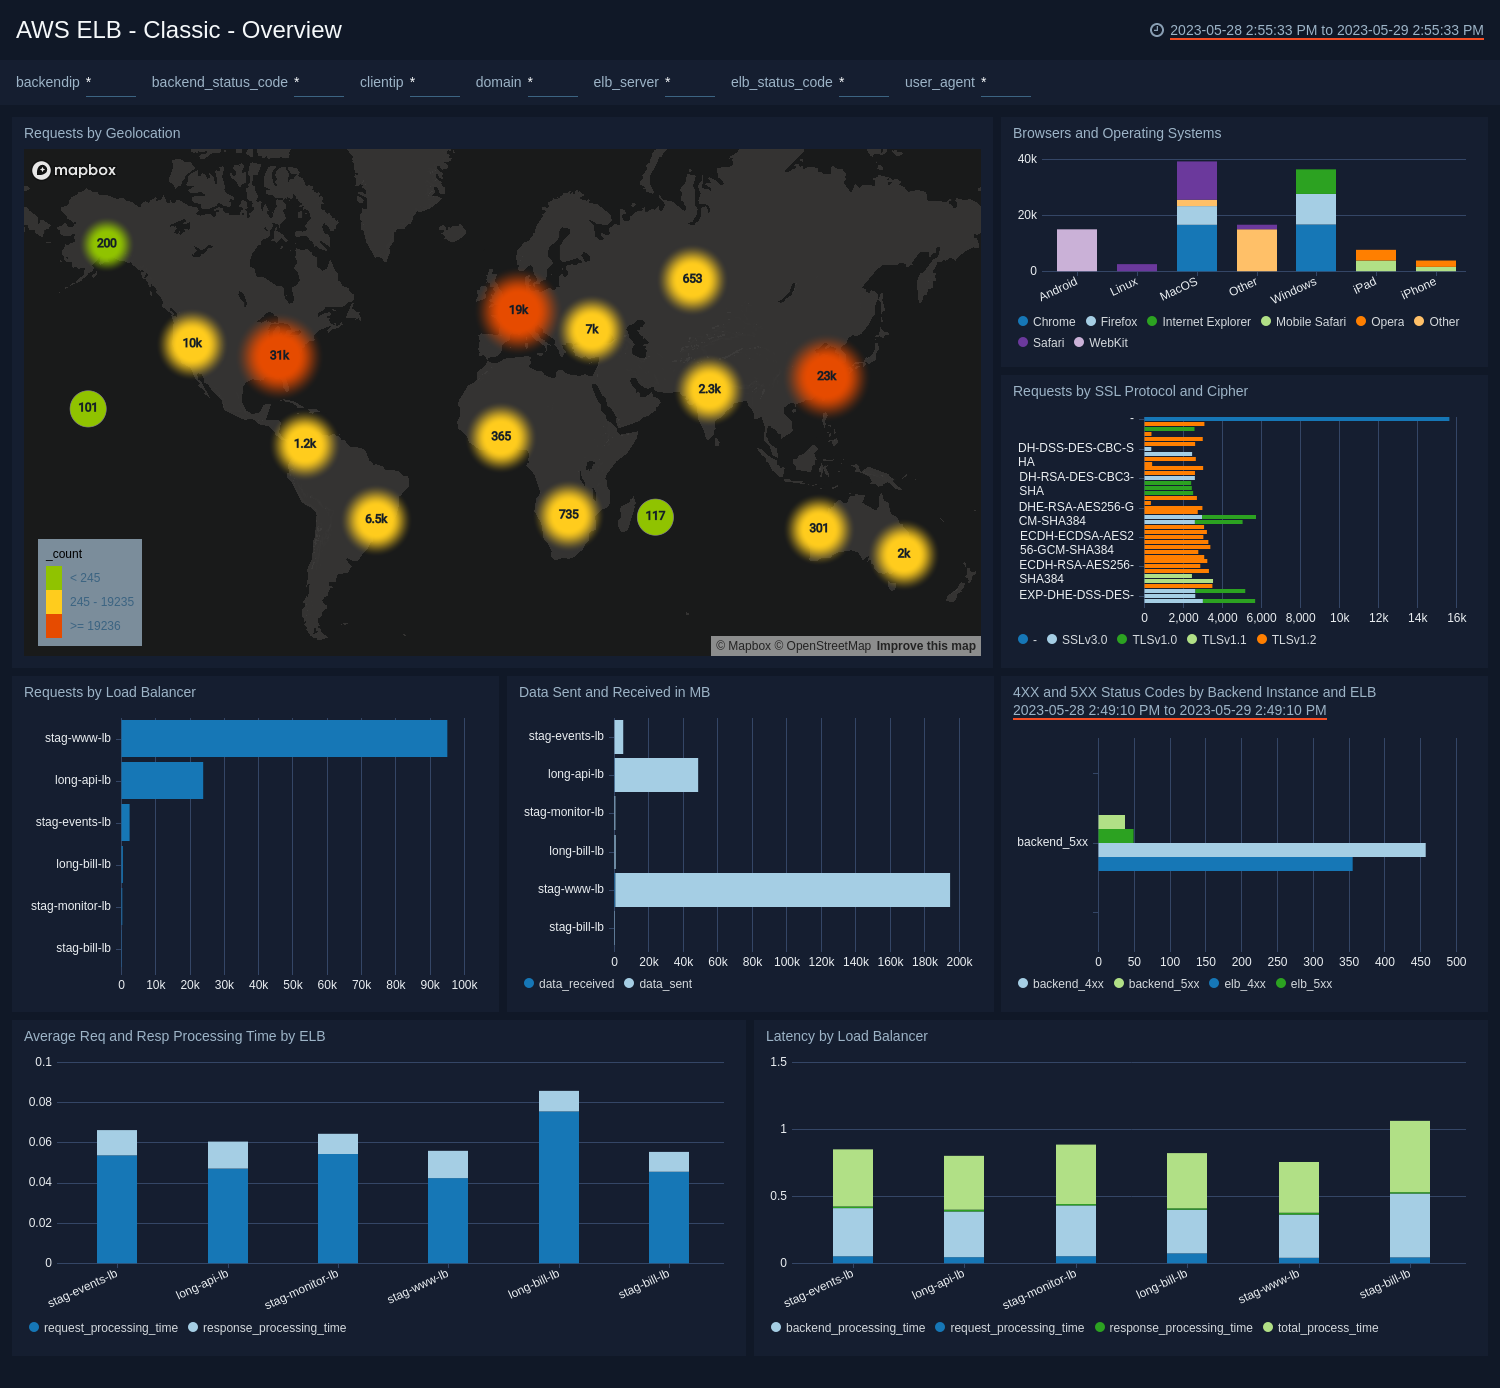 AWS ELB - Classic - Overview
2023-05-28 2:55:33 PM to 2023-05-29 2:55:33 PM
backendip * backend_status_code * clientip * domain * elb_server * elb_status_code * user_agent *
Requests by Geolocation
mapbox
200
653
19k
7k
10k
31k
23k
2.3k
101
365
1.2k
735
117
6.5k
301
2k
_count
< 245
245 - 19235
>= 19236
© Mapbox © OpenStreetMap Improve this map
Browsers and Operating Systems
40k
20k
0
Android Linux MacOS Other Windows iPad iPhone
Chrome Firefox Internet Explorer Mobile Safari Opera Other
Safari WebKit
Requests by SSL Protocol and Cipher
-
DH-DSS-DES-CBC-S
HA
DH-RSA-DES-CBC3-
SHA
DHE-RSA-AES256-G
CM-SHA384
ECDH-ECDSA-AES2
56-GCM-SHA384
ECDH-RSA-AES256-
SHA384
EXP-DHE-DSS-DES-
0 2,000 4,000 6,000 8,000 10k 12k 14k 16k
- SSLv3.0 TLSv1.0 TLSv1.1 TLSv1.2
Requests by Load Balancer
stag-www-lb
long-api-lb
stag-events-lb
long-bill-lb
stag-monitor-lb
stag-bill-lb
0 10k 20k 30k 40k 50k 60k 70k 80k 90k 100k
Data Sent and Received in MB
stag-events-lb
long-api-lb
stag-monitor-lb
long-bill-lb
stag-www-lb
stag-bill-lb
0 20k 40k 60k 80k 100k 120k 140k 160k 180k 200k
data_received data_sent
4XX and 5XX Status Codes by Backend Instance and ELB
2023-05-28 2:49:10 PM to 2023-05-29 2:49:10 PM
backend_5xx
0 50 100 150 200 250 300 350 400 450 500
backend_4xx backend_5xx elb_4xx elb_5xx
Average Req and Resp Processing Time by ELB
0.1
0.08
0.06
0.04
0.02
0
stag-events-lb long-api-lb stag-monitor-lb stag-www-lb long-bill-lb stag-bill-lb
request_processing_time response_processing_time
Latency by Load Balancer
1.5
1
0.5
0
stag-events-lb long-api-lb stag-monitor-lb long-bill-lb stag-www-lb stag-bill-lb
backend_processing_time request_processing_time response_processing_time total_process_time